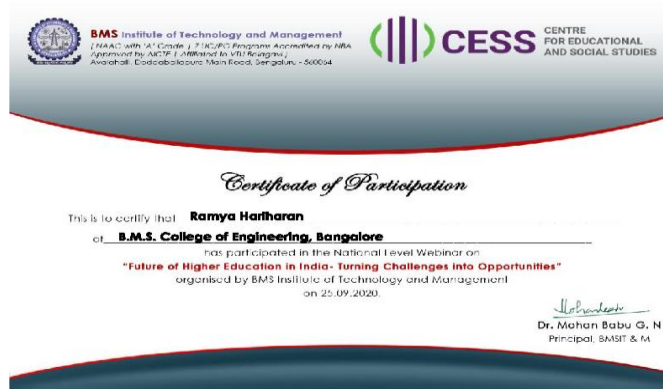 BMS Institute of Technology and Management
( NAAC with 'A' Grade | 7 UG/PG Programs Accredited by NBA
Approved by AICTE | Affiliated to VTU Belagavi )
Avalahalli, Doddaballapura Main Road, Bengaluru - 560064
CESS
CENTRE
FOR EDUCATIONAL
AND SOCIAL STUDIES
Certificate of Participation
This is to certify that Ramya Hariharan
of B.M.S. College of Engineering, Bangalore
has participated in the National Level Webinar on
"Future of Higher Education in India- Turning Challenges into Opportunities"
organised by BMS Institute of Technology and Management
on 25.09.2020.
Dr. Mohan Babu G. N
Principal, BMSIT & M